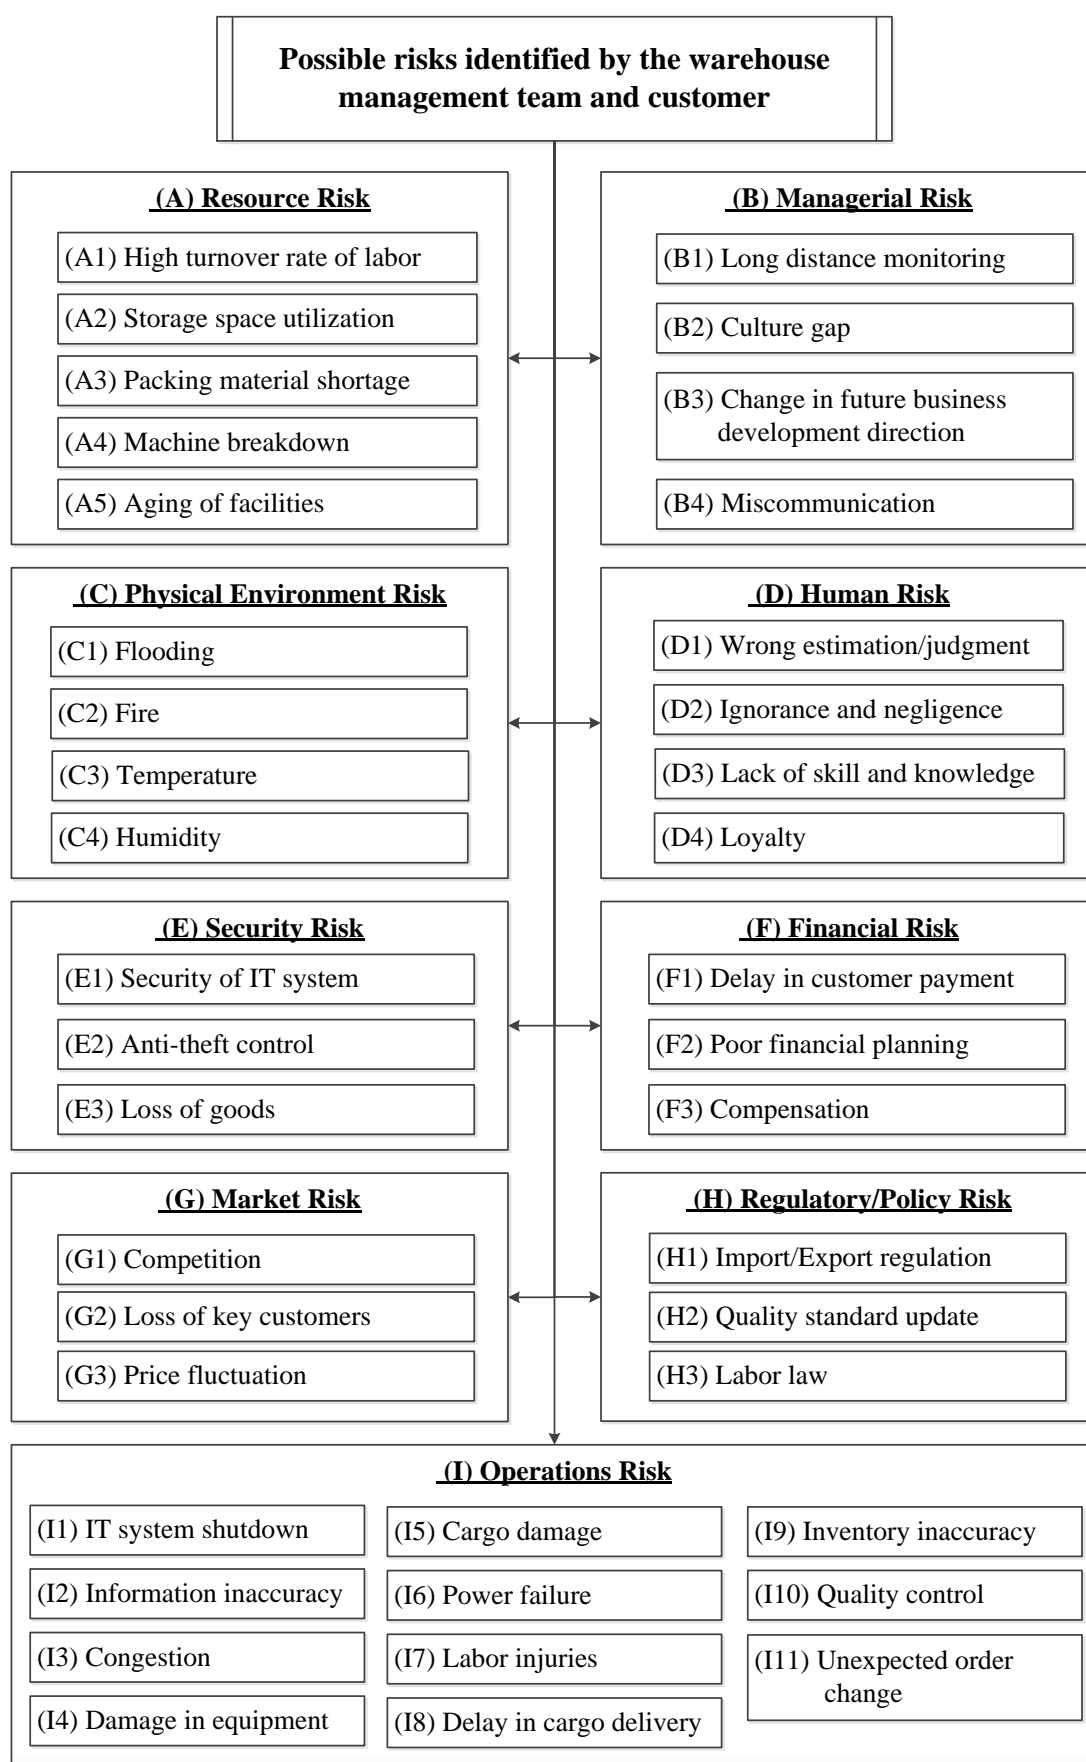 Possible risks identified by the warehouse
management team and customer
(A) Resource Risk
(A1) High turnover rate of labor
(A2) Storage space utilization
(A3) Packing material shortage
(A4) Machine breakdown
(A5) Aging of facilities
(B) Managerial Risk
(B1) Long distance monitoring
(B2) Culture gap
(B3) Change in future business
development direction
(B4) Miscommunication
(C) Physical Environment Risk
(C1) Flooding
(C2) Fire
(C3) Temperature
(C4) Humidity
(D) Human Risk
(D1) Wrong estimation/judgment
(D2) Ignorance and negligence
(D3) Lack of skill and knowledge
(D4) Loyalty
(E) Security Risk
(E1) Security of IT system
(E2) Anti-theft control
(E3) Loss of goods
(F) Financial Risk
(F1) Delay in customer payment
(F2) Poor financial planning
(F3) Compensation
(G) Market Risk
(G1) Competition
(G2) Loss of key customers
(G3) Price fluctuation
(H) Regulatory/Policy Risk
(H1) Import/Export regulation
(H2) Quality standard update
(H3) Labor law
(I) Operations Risk
(I1) IT system shutdown
(I2) Information inaccuracy
(I3) Congestion
(I4) Damage in equipment
(I5) Cargo damage
(I6) Power failure
(I7) Labor injuries
(I8) Delay in cargo delivery
(I9) Inventory inaccuracy
(I10) Quality control
(I11) Unexpected order
change